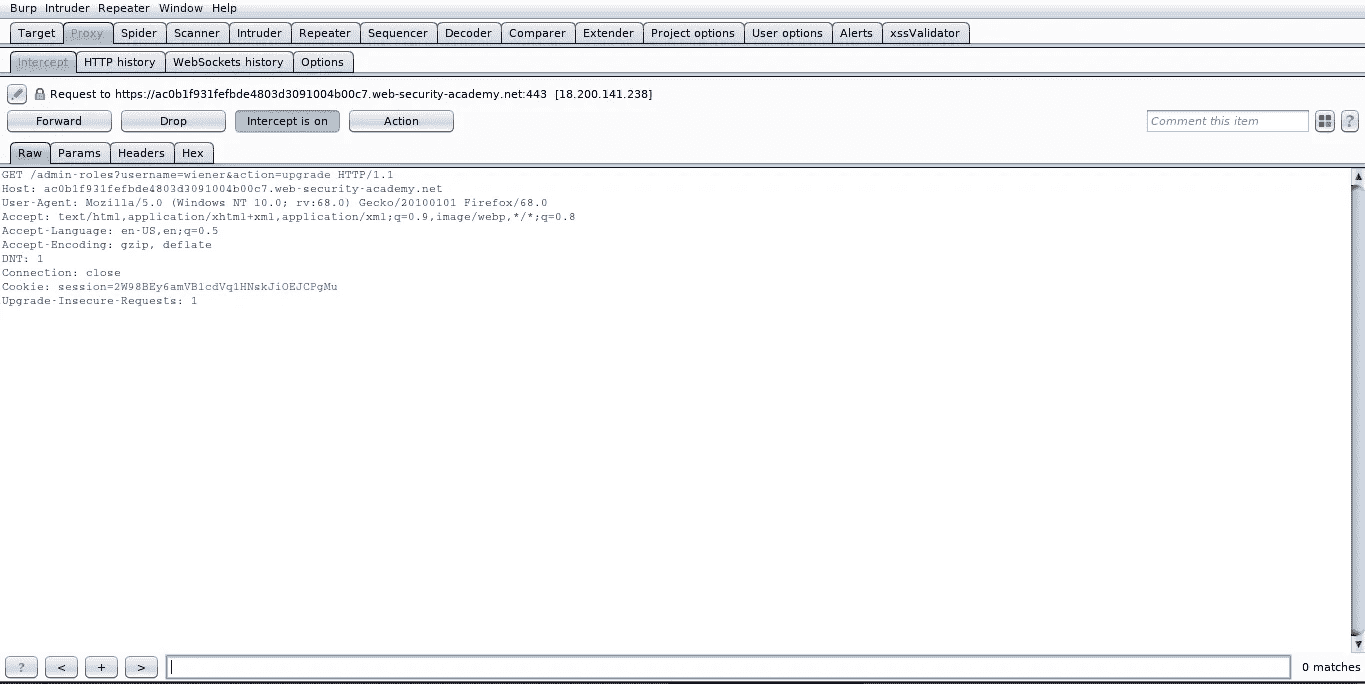 Burp Intruder Repeater Window Help
Target Proxy Spider Scanner Intruder Repeater Sequencer Decoder Comparer Extender Project options User options Alerts xssValidator
Intercept HTTP history WebSockets history Options
Request to https://ac0b1f931fefbde4803d3091004b00c7.web-security-academy.net:443 [18.200.141.238]
Forward Drop Intercept is on Action Comment this item ?
Raw Params Headers Hex
GET /admin-roles?username=wiener&action=upgrade HTTP/1.1
Host: ac0b1f931fefbde4803d3091004b00c7.web-security-academy.net
User-Agent: Mozilla/5.0 (Windows NT 10.0; rv:68.0) Gecko/20100101 Firefox/68.0
Accept: text/html,application/xhtml+xml,application/xml;q=0.9,image/webp,*/*;q=0.8
Accept-Language: en-US,en;q=0.5
Accept-Encoding: gzip, deflate
DNT: 1
Connection: close
Cookie: session=2W98BEy6amVB1cdVq1HNskJiOEJCPgMu
Upgrade-Insecure-Requests: 1
? < + > 0 matches